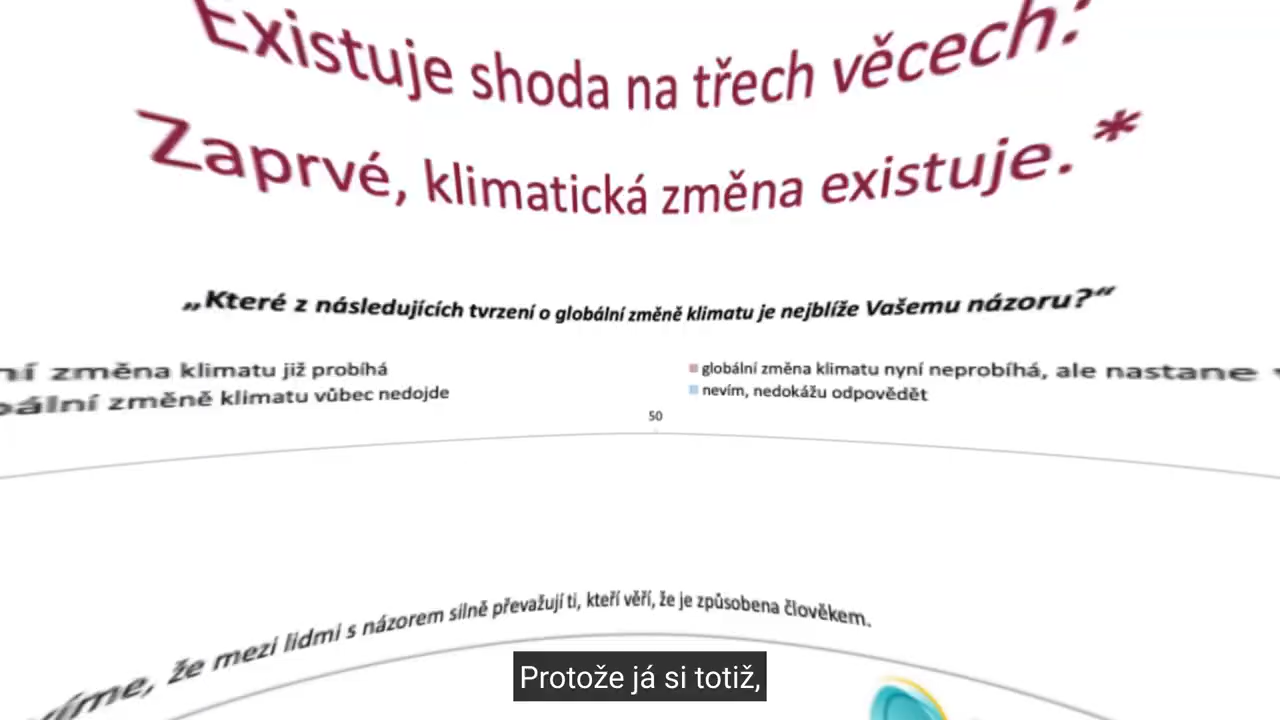 Existuje shoda na třech věcech:
Zaprvé, klimatická změna existuje.*
„Které z následujících tvrzení o globální změně klimatu je nejblíže Vašemu názoru?“
změna klimatu již probíhá
globální změna klimatu nyní neprobíhá, ale nastane
změně klimatu vůbec nedojde
nevím, nedokážu odpovědět
50
že mezi lidmi s názorem silně převažují ti, kteří věří, že je způsobena člověkem.
Protože já si totiž,